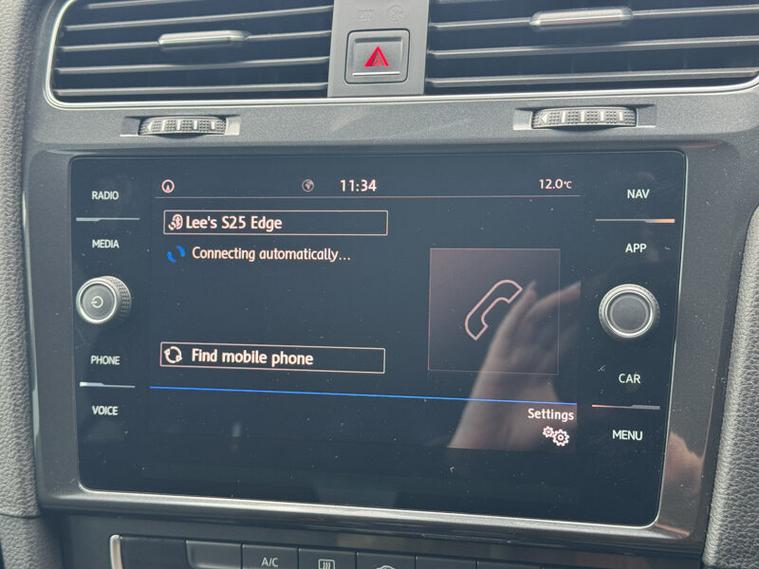 RADIO
MEDIA
PHONE
VOICE
11:34
12.0°C
Lee's S25 Edge
Connecting automatically...
Find mobile phone
Settings
NAV
APP
CAR
MENU
A/C